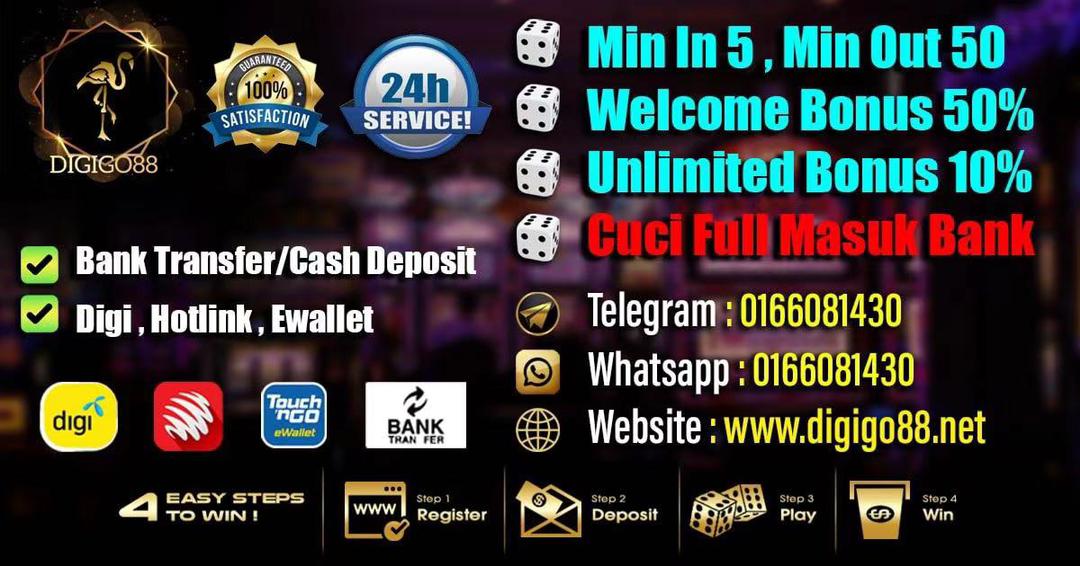 DIGIGO88
GUARANTEED
100%
SATISFACTION
24h
SERVICE!
Min In 5 , Min Out 50
Welcome Bonus 50%
Unlimited Bonus 10%
Cuci Full Masuk Bank
Bank Transfer/Cash Deposit
Digi , Hotlink , Ewallet
Telegram : 0166081430
Whatsapp : 0166081430
Website : www.digigo88.net
digi
Touch
'nGO
eWallet
BANK
TRAN FER
4 EASY STEPS
TO WIN !
www
Step 1
Register
Step 2
Deposit
Step 3
Play
Step 4
Win